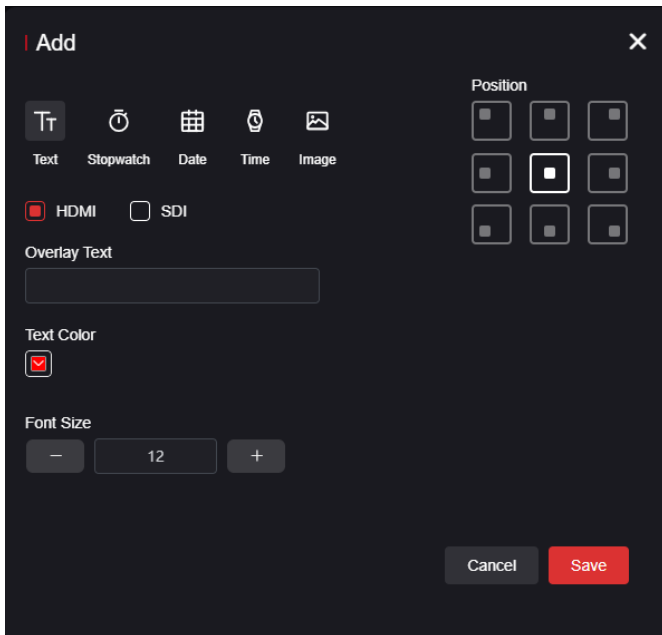 Add
Position
Text Stopwatch Date Time Image
HDMI SDI
Overlay Text
Text Color
Font Size
12
Cancel Save